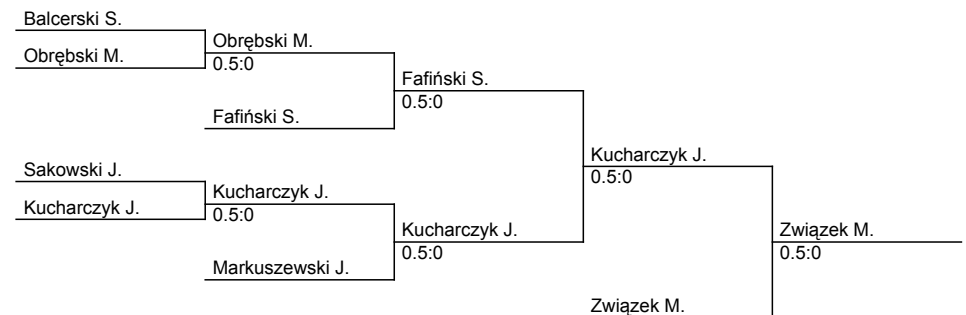 Balcerski S.
Obrębski M.
Obrębski M.
0.5:0
Fafiński S.
0.5:0
Fafiński S.
Kucharczyk J.
0.5:0
Sakowski J.
Kucharczyk J.
Kucharczyk J.
0.5:0
Kucharczyk J.
0.5:0
Związek M.
0.5:0
Markuszewski J.
Związek M.